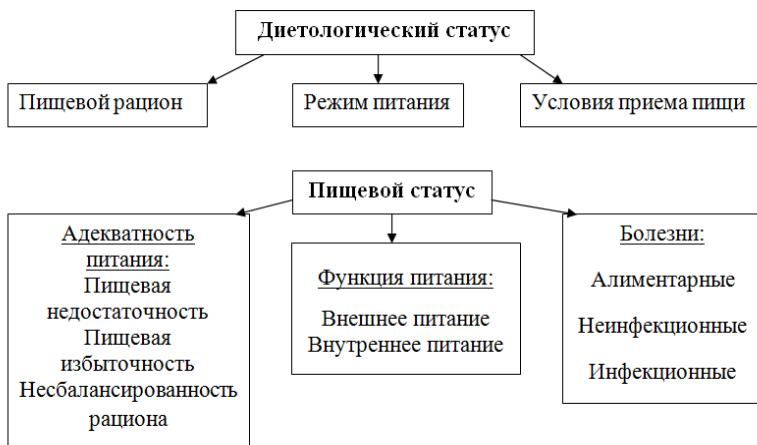 Диетологический статус
Пищевой рацион
Режим питания
Условия приема пищи
Пищевой статус
Адекватность
питания:
Пищевая
недостаточность
Пищевая
избыточность
Несбалансированность
рациона
Функция питания:
Внешнее питание
Внутреннее питание
Болезни:
Алиментарные
Неинфекционные
Инфекционные